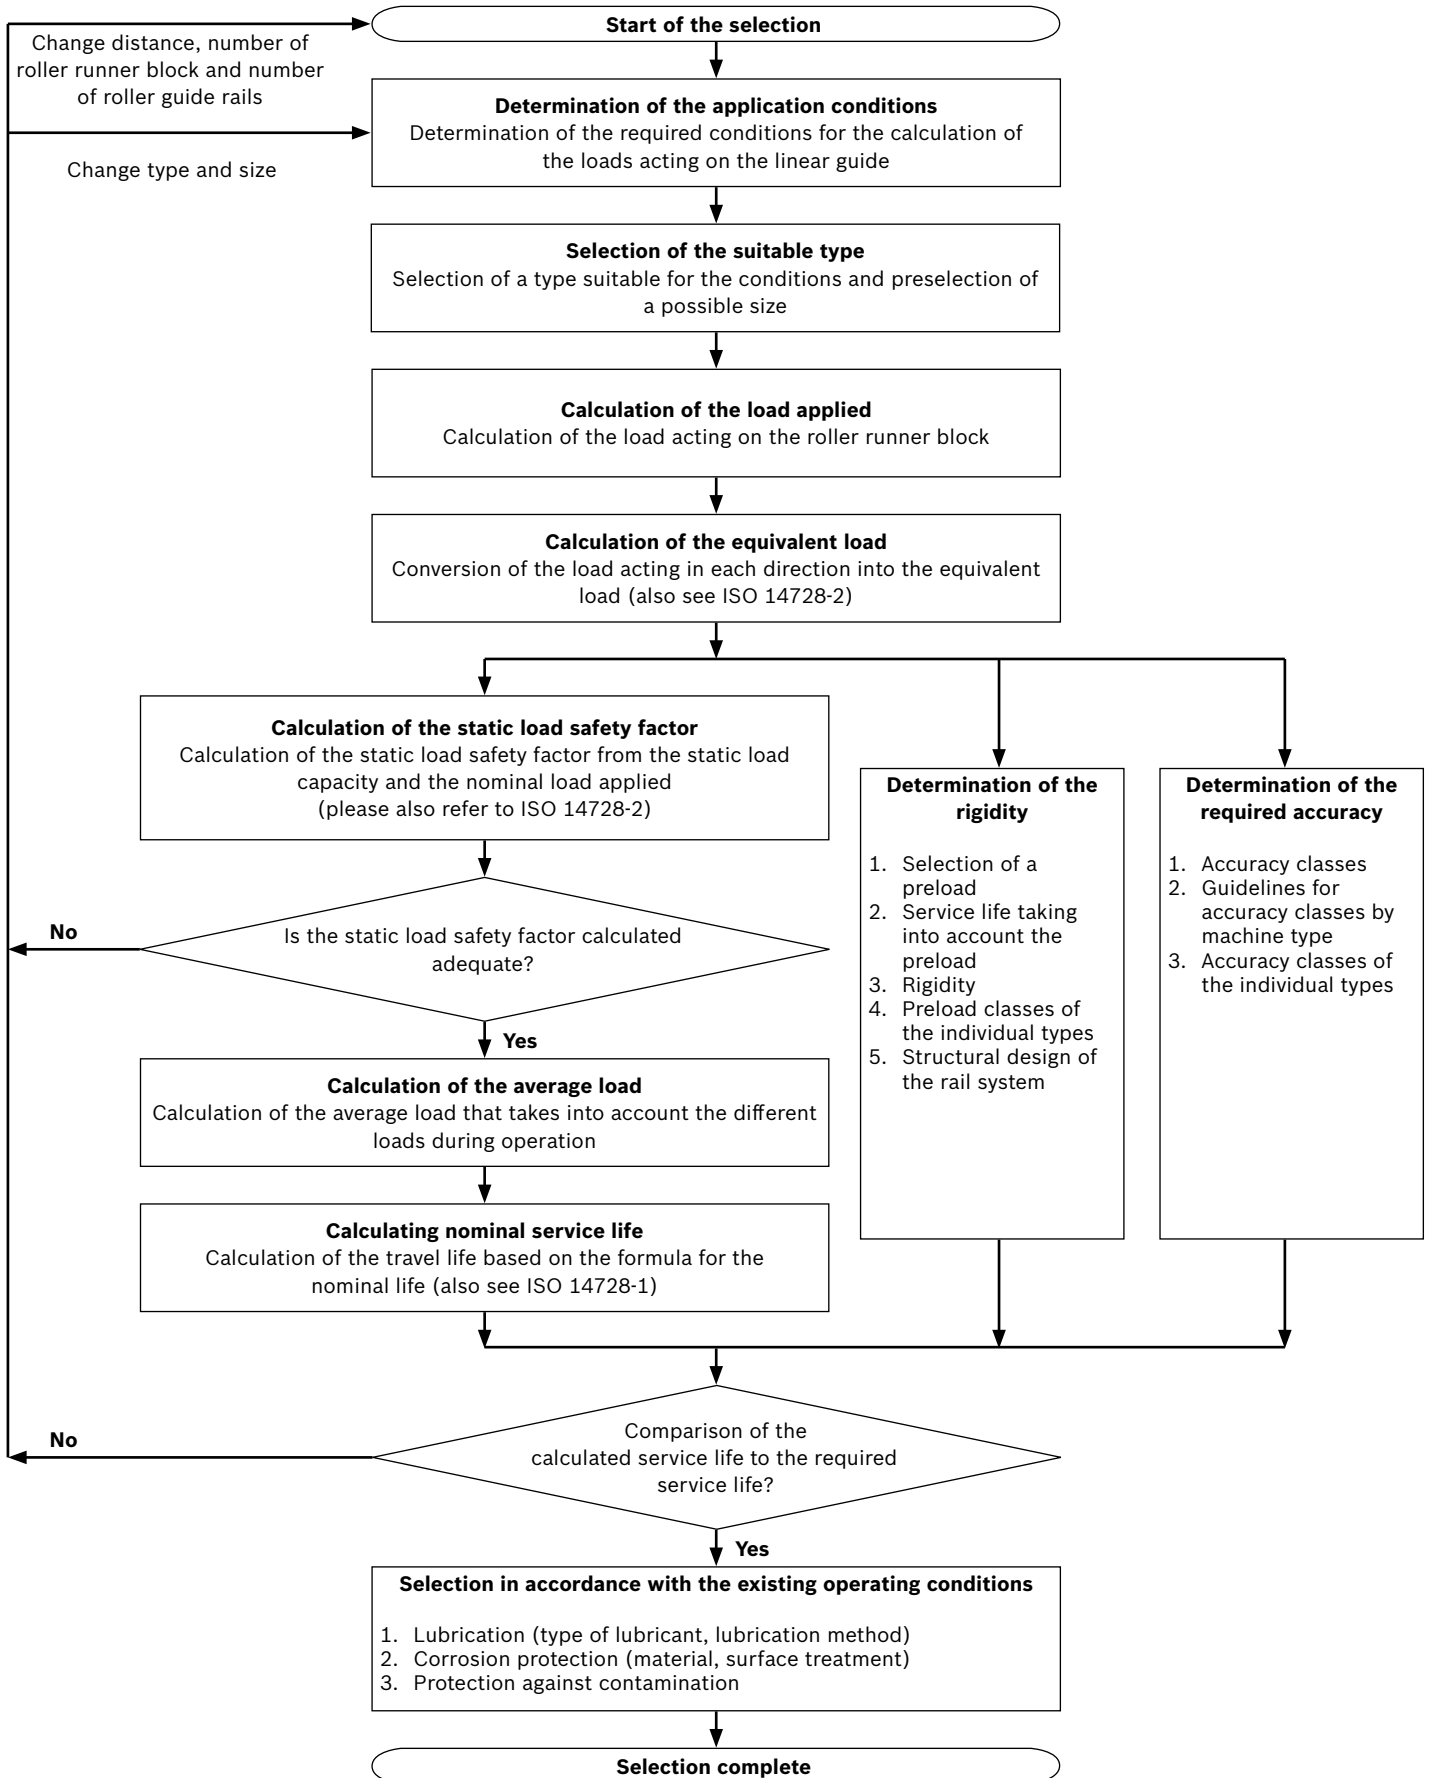 Start of the selection
Change distance, number of
roller runner block and number
of roller guide rails
Determination of the application conditions
Determination of the required conditions for the calculation of
the loads acting on the linear guide
Change type and size
Selection of the suitable type
Selection of a type suitable for the conditions and preselection of
a possible size
Calculation of the load applied
Calculation of the load acting on the roller runner block
Calculation of the equivalent load
Conversion of the load acting in each direction into the equivalent
load (also see ISO 14728-2)
Calculation of the static load safety factor
Calculation of the static load safety factor from the static load
capacity and the nominal load applied
(please also refer to ISO 14728-2)
Is the static load safety factor calculated
adequate?
No
Yes
Calculation of the average load
Calculation of the average load that takes into account the different
loads during operation
Calculating nominal service life
Calculation of the travel life based on the formula for the
nominal life (also see ISO 14728-1)
Determination of the
rigidity
1. Selection of a
preload
2. Service life taking
into account the
preload
3. Rigidity
4. Preload classes of
the individual types
5. Structural design of
the rail system
Determination of the
required accuracy
1. Accuracy classes
2. Guidelines for
accuracy classes by
machine type
3. Accuracy classes of
the individual types
Comparison of the
calculated service life to the required
service life?
No
Yes
Selection in accordance with the existing operating conditions
1. Lubrication (type of lubricant, lubrication method)
2. Corrosion protection (material, surface treatment)
3. Protection against contamination
Selection complete